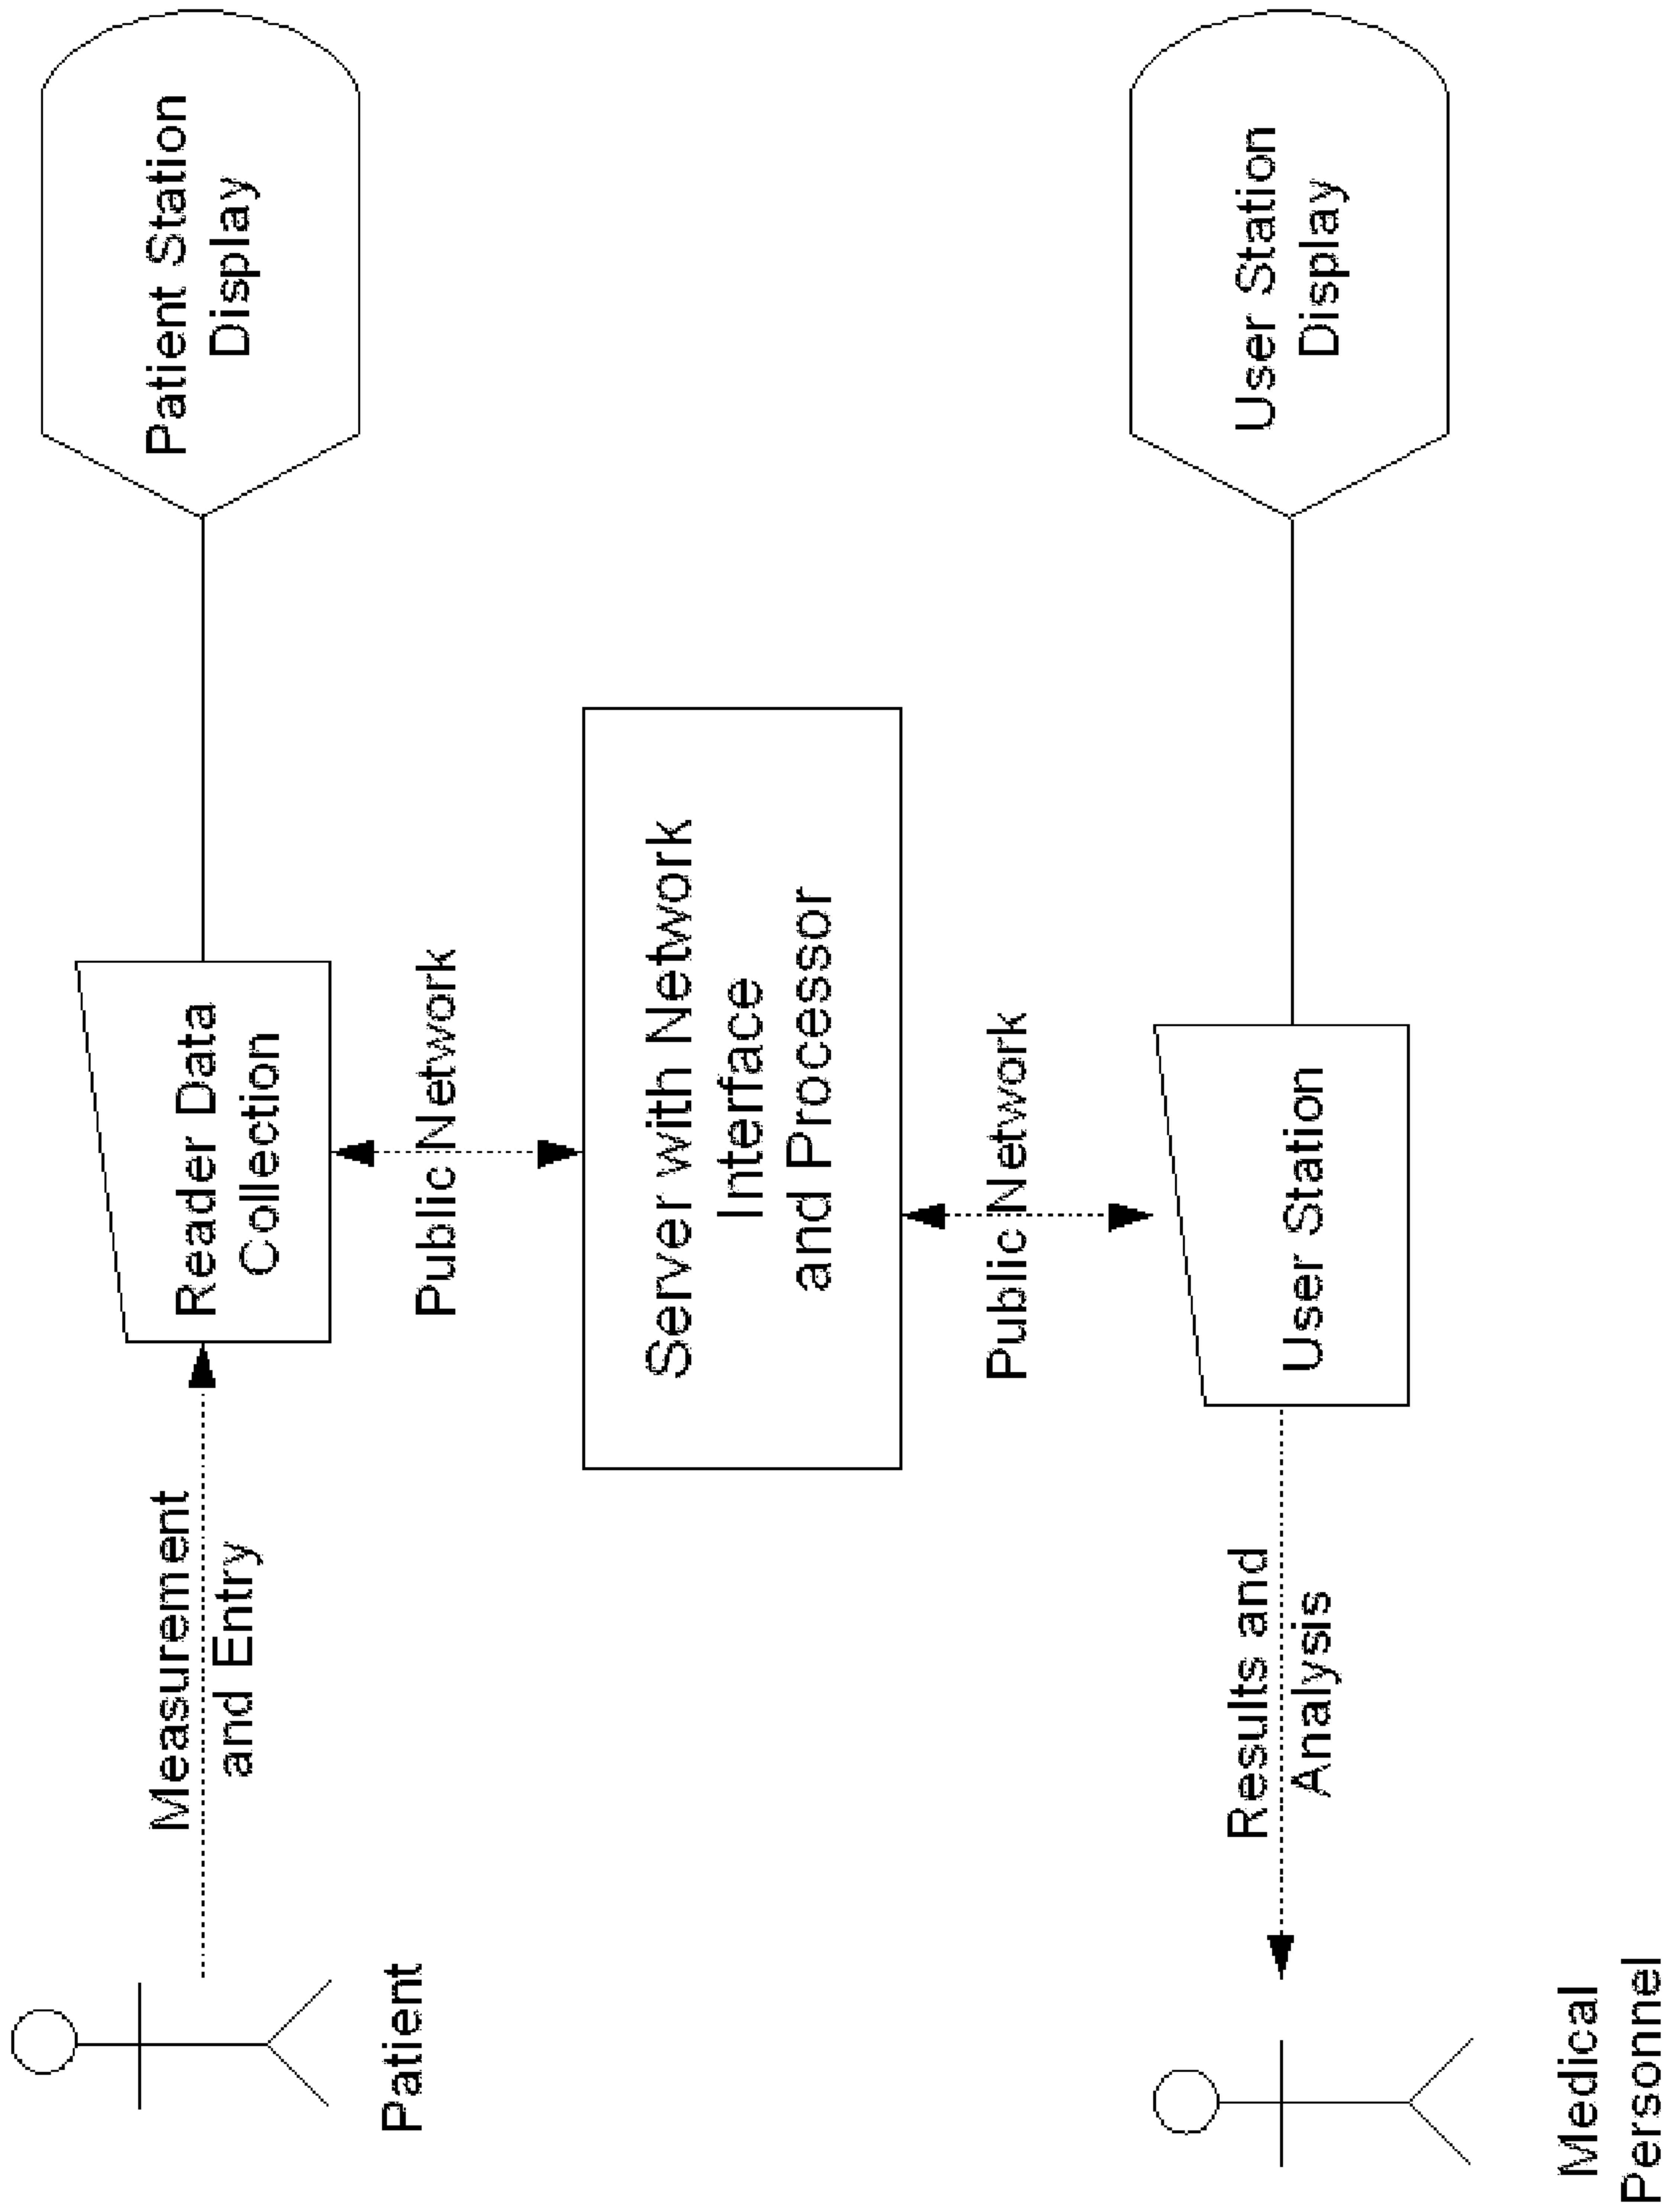 Patient
Measurement
and Entry
Reader Data
Collection
Patient Station
Display
Public Network
Server with Network
Interface
and Processor
Public Network
Medical
Personnel
Results and
Analysis
User Station
User Station
Display